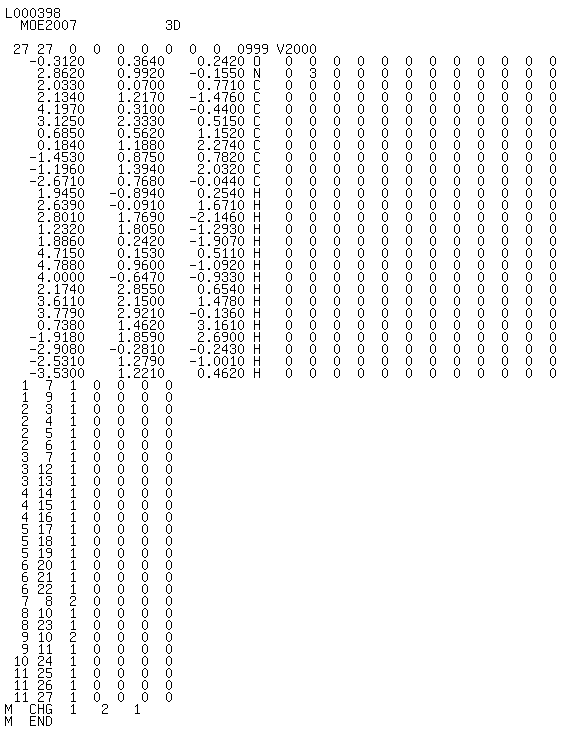 L000398
  MOE2007           3D

 27 27  0  0  0  0  0  0  0 0999 V2000
   -0.3120    0.3640    0.2420 O   0  0  0  0  0  0  0  0  0  0  0  0
    2.8620    0.9920   -0.1550 N   0  3  0  0  0  0  0  0  0  0  0  0
    2.0330    0.0700    0.7710 C   0  0  0  0  0  0  0  0  0  0  0  0
    2.1340    1.2170   -1.4760 C   0  0  0  0  0  0  0  0  0  0  0  0
    4.1970    0.3100   -0.4400 C   0  0  0  0  0  0  0  0  0  0  0  0
    3.1250    2.3330    0.5150 C   0  0  0  0  0  0  0  0  0  0  0  0
    0.6850    0.5620    1.1520 C   0  0  0  0  0  0  0  0  0  0  0  0
    0.1840    1.1880    2.2740 C   0  0  0  0  0  0  0  0  0  0  0  0
   -1.4530    0.8750    0.7820 C   0  0  0  0  0  0  0  0  0  0  0  0
   -1.1960    1.3940    2.0320 C   0  0  0  0  0  0  0  0  0  0  0  0
   -2.6710    0.7680   -0.0440 C   0  0  0  0  0  0  0  0  0  0  0  0
    1.9450   -0.8940    0.2540 H   0  0  0  0  0  0  0  0  0  0  0  0
    2.6390   -0.0910    1.6710 H   0  0  0  0  0  0  0  0  0  0  0  0
    2.8010    1.7690   -2.1460 H   0  0  0  0  0  0  0  0  0  0  0  0
    1.2320    1.8050   -1.2930 H   0  0  0  0  0  0  0  0  0  0  0  0
    1.8860    0.2420   -1.9070 H   0  0  0  0  0  0  0  0  0  0  0  0
    4.7150    0.1530    0.5110 H   0  0  0  0  0  0  0  0  0  0  0  0
    4.7880    0.9600   -1.0920 H   0  0  0  0  0  0  0  0  0  0  0  0
    4.0000   -0.6470   -0.9330 H   0  0  0  0  0  0  0  0  0  0  0  0
    2.1740    2.8550    0.6540 H   0  0  0  0  0  0  0  0  0  0  0  0
    3.6110    2.1500    1.4780 H   0  0  0  0  0  0  0  0  0  0  0  0
    3.7790    2.9210   -0.1360 H   0  0  0  0  0  0  0  0  0  0  0  0
    0.7380    1.4620    3.1610 H   0  0  0  0  0  0  0  0  0  0  0  0
   -1.9180    1.8590    2.6900 H   0  0  0  0  0  0  0  0  0  0  0  0
   -2.9080   -0.2810   -0.2430 H   0  0  0  0  0  0  0  0  0  0  0  0
   -2.5310    1.2790   -1.0010 H   0  0  0  0  0  0  0  0  0  0  0  0
   -3.5300    1.2210    0.4620 H   0  0  0  0  0  0  0  0  0  0  0  0
  1  7  1  0  0  0  0
  1  9  1  0  0  0  0
  2  3  1  0  0  0  0
  2  4  1  0  0  0  0
  2  5  1  0  0  0  0
  2  6  1  0  0  0  0
  3  7  1  0  0  0  0
  3 12  1  0  0  0  0
  3 13  1  0  0  0  0
  4 14  1  0  0  0  0
  4 15  1  0  0  0  0
  4 16  1  0  0  0  0
  5 17  1  0  0  0  0
  5 18  1  0  0  0  0
  5 19  1  0  0  0  0
  6 20  1  0  0  0  0
  6 21  1  0  0  0  0
  6 22  1  0  0  0  0
  7  8  2  0  0  0  0
  8 10  1  0  0  0  0
  8 23  1  0  0  0  0
  9 10  2  0  0  0  0
  9 11  1  0  0  0  0
 10 24  1  0  0  0  0
 11 25  1  0  0  0  0
 11 26  1  0  0  0  0
 11 27  1  0  0  0  0
M  CHG  1   2   1
M  END